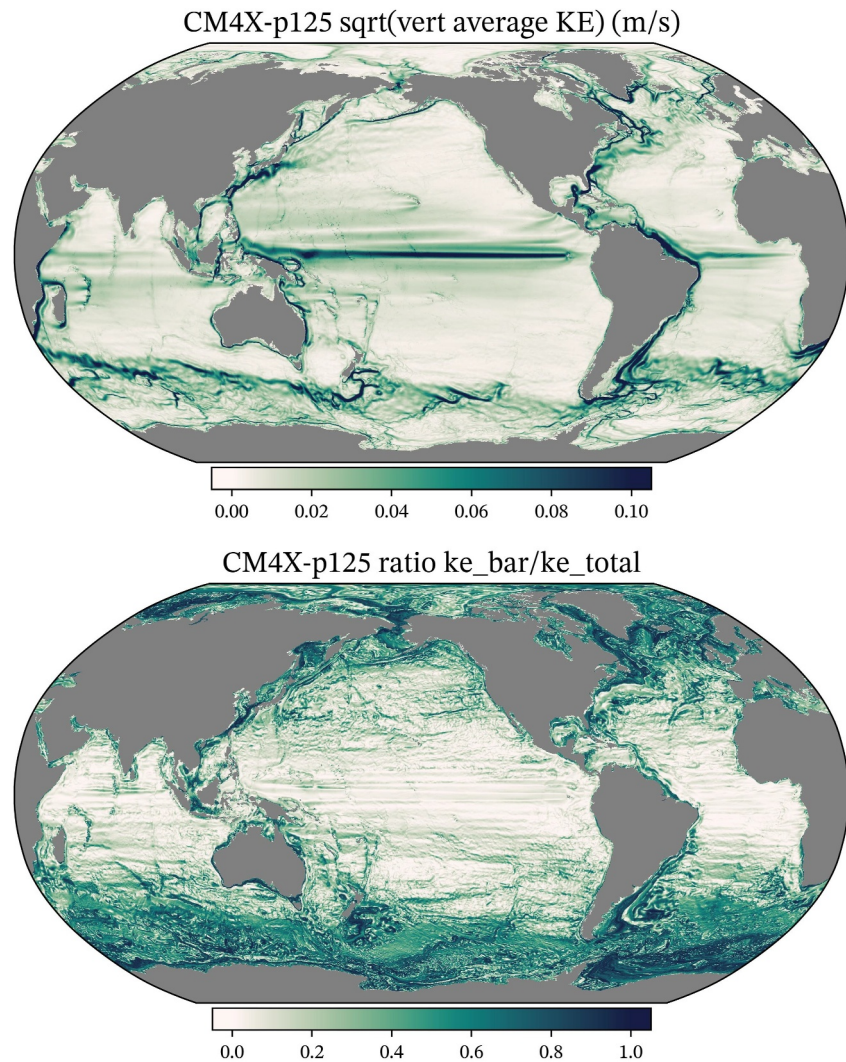 CM4X-p125 sqrt(vert average KE) (m/s)
0.00 0.02 0.04 0.06 0.08 0.10
CM4X-p125 ratio ke_bar/ke_total
0.0 0.2 0.4 0.6 0.8 1.0